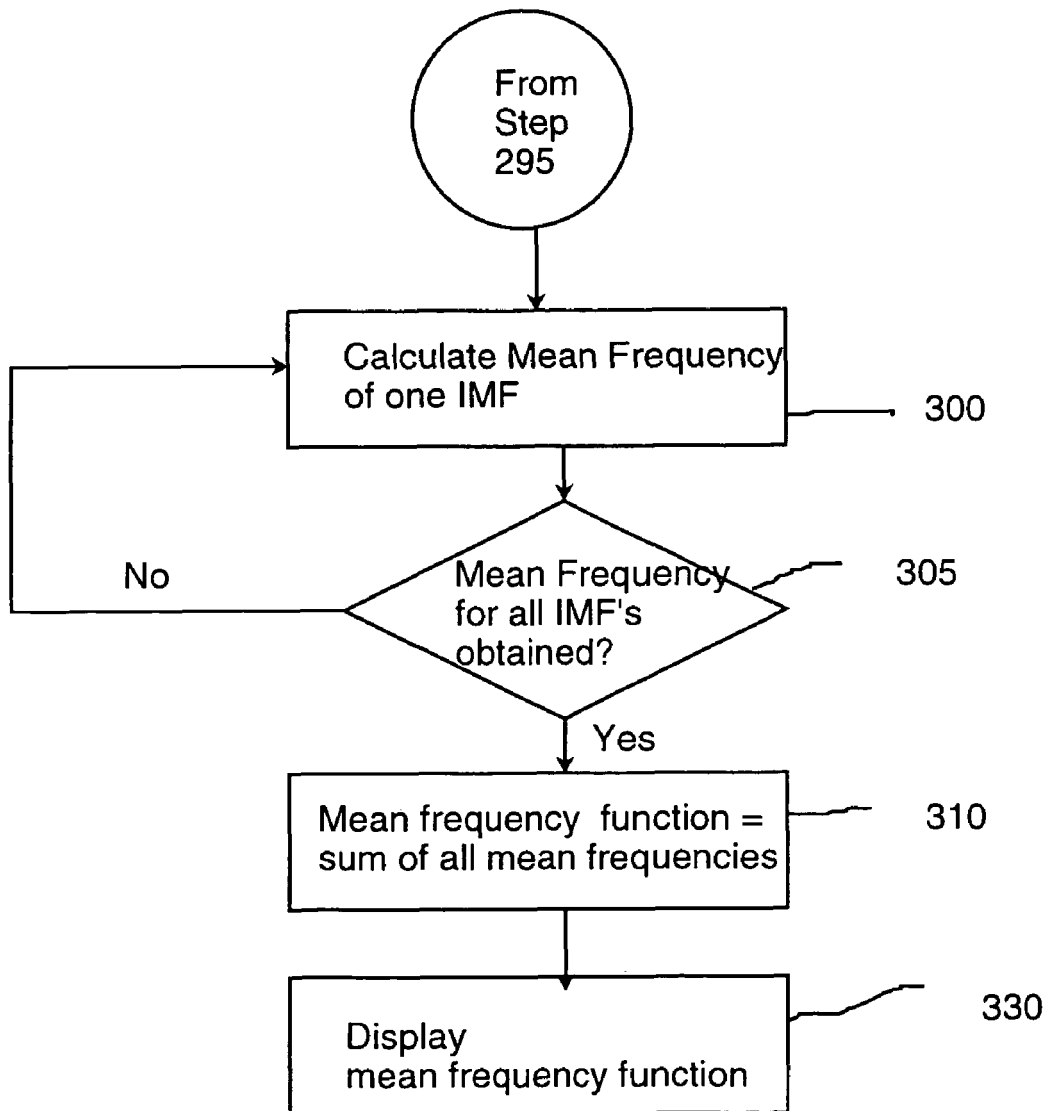 From
Step
295
Calculate Mean Frequency
of one IMF
300
No
Mean Frequency
for all IMF's
obtained?
305
Yes
Mean frequency function =
sum of all mean frequencies
310
Display
mean frequency function
330